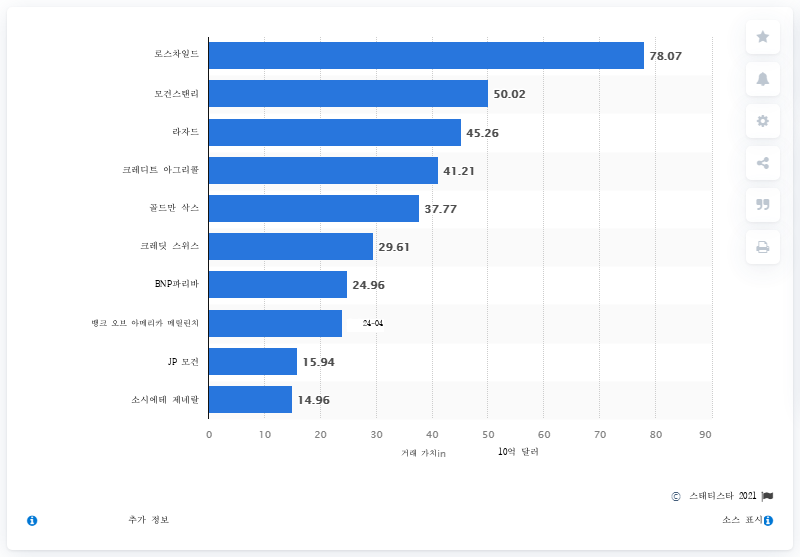 로스차일드 78.07
모건스탠리 50.02
라자드 45.26
크레디트 아그리콜 41.21
골드만 삭스 37.77
크레딧 스위스 29.61
BNP파리바 24.96
뱅크 오브 아메리카 메릴린치 24-04
JP 모건 15.94
소시에테 제네랄 14.96
0 10 20 30 40 50 60 70 80 90
거래 가치in 10억 달러
© 스태티스타 2021
추가 정보 소스 표시